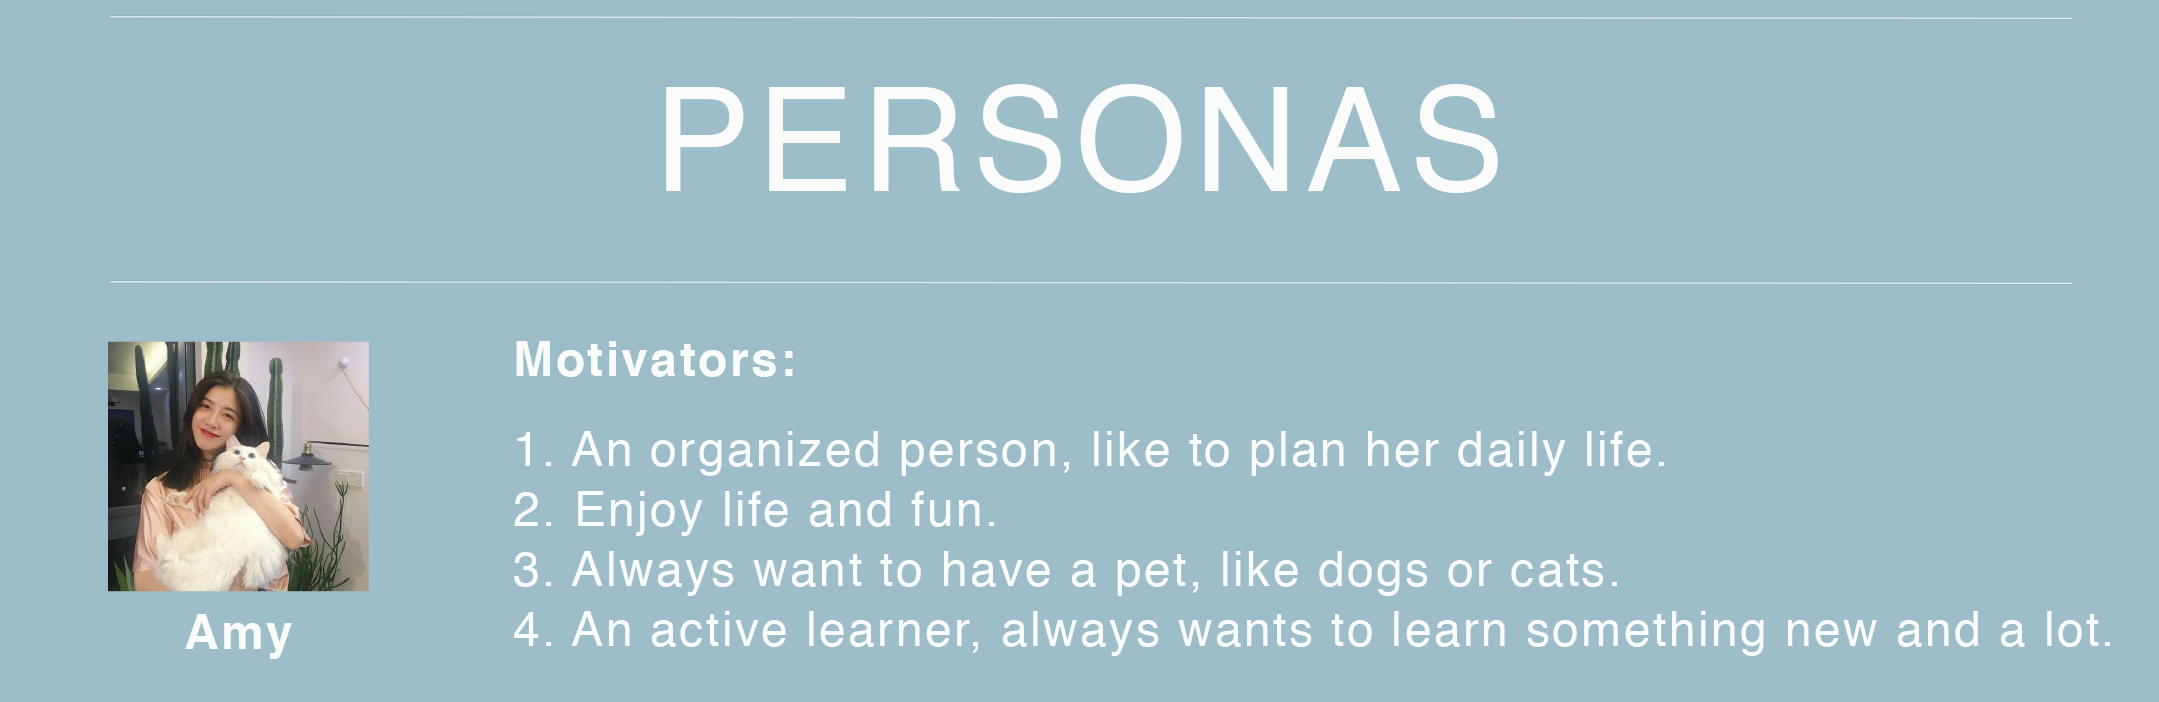 PERSONAS
Motivators:
1. An organized person, like to plan her daily life.
2. Enjoy life and fun.
3. Always want to have a pet, like dogs or cats.
4. An active learner, always wants to learn something new and a lot.
Amy